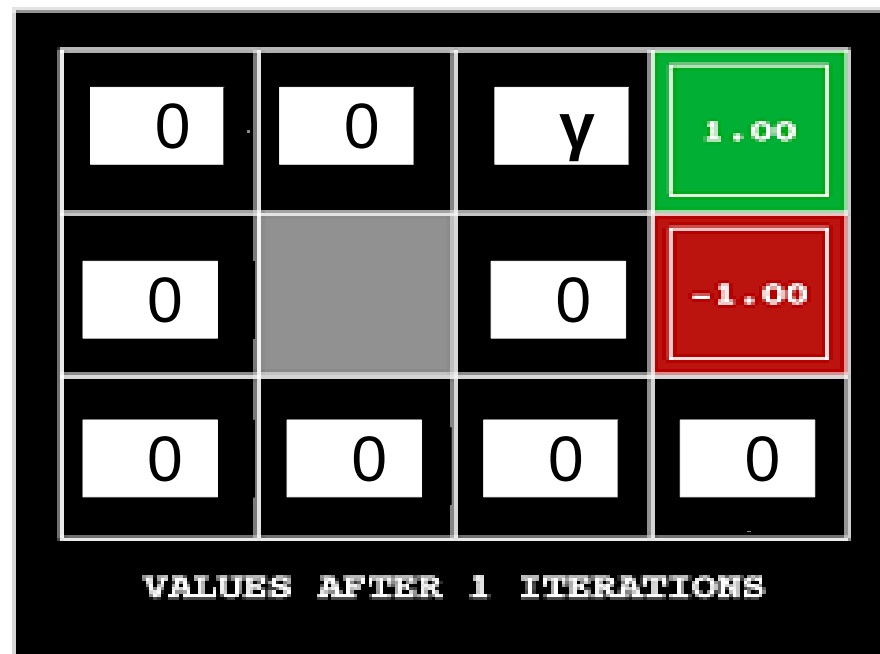 0 0 γ 1.00
0 0 -1.00
0 0 0 0
VALUES AFTER 1 ITERATIONS